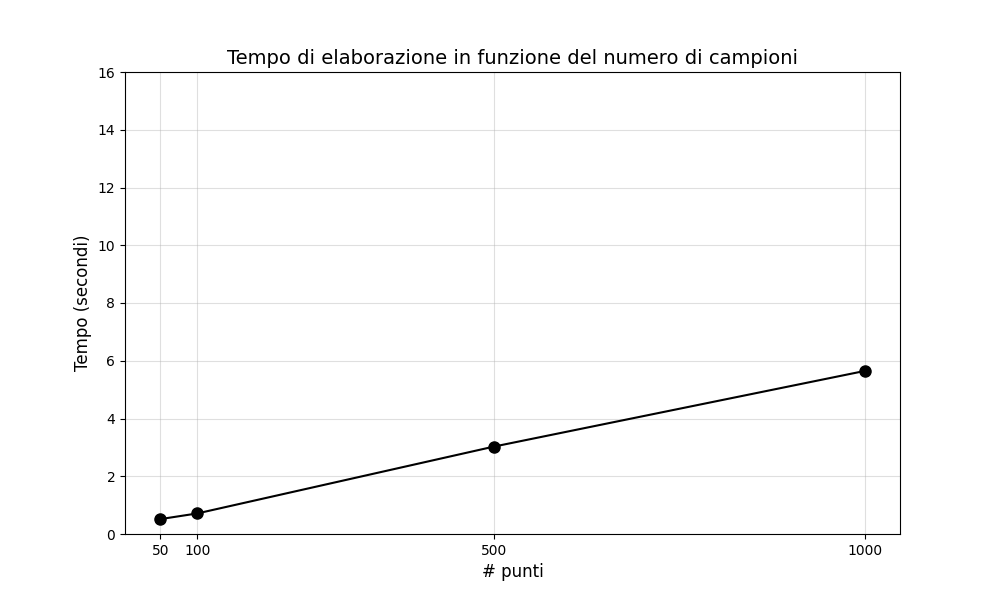 Tempo di elaborazione in funzione del numero di campioni
16
14
12
10
8
6
4
2
0
Tempo (secondi)
50 100 500 1000
# punti